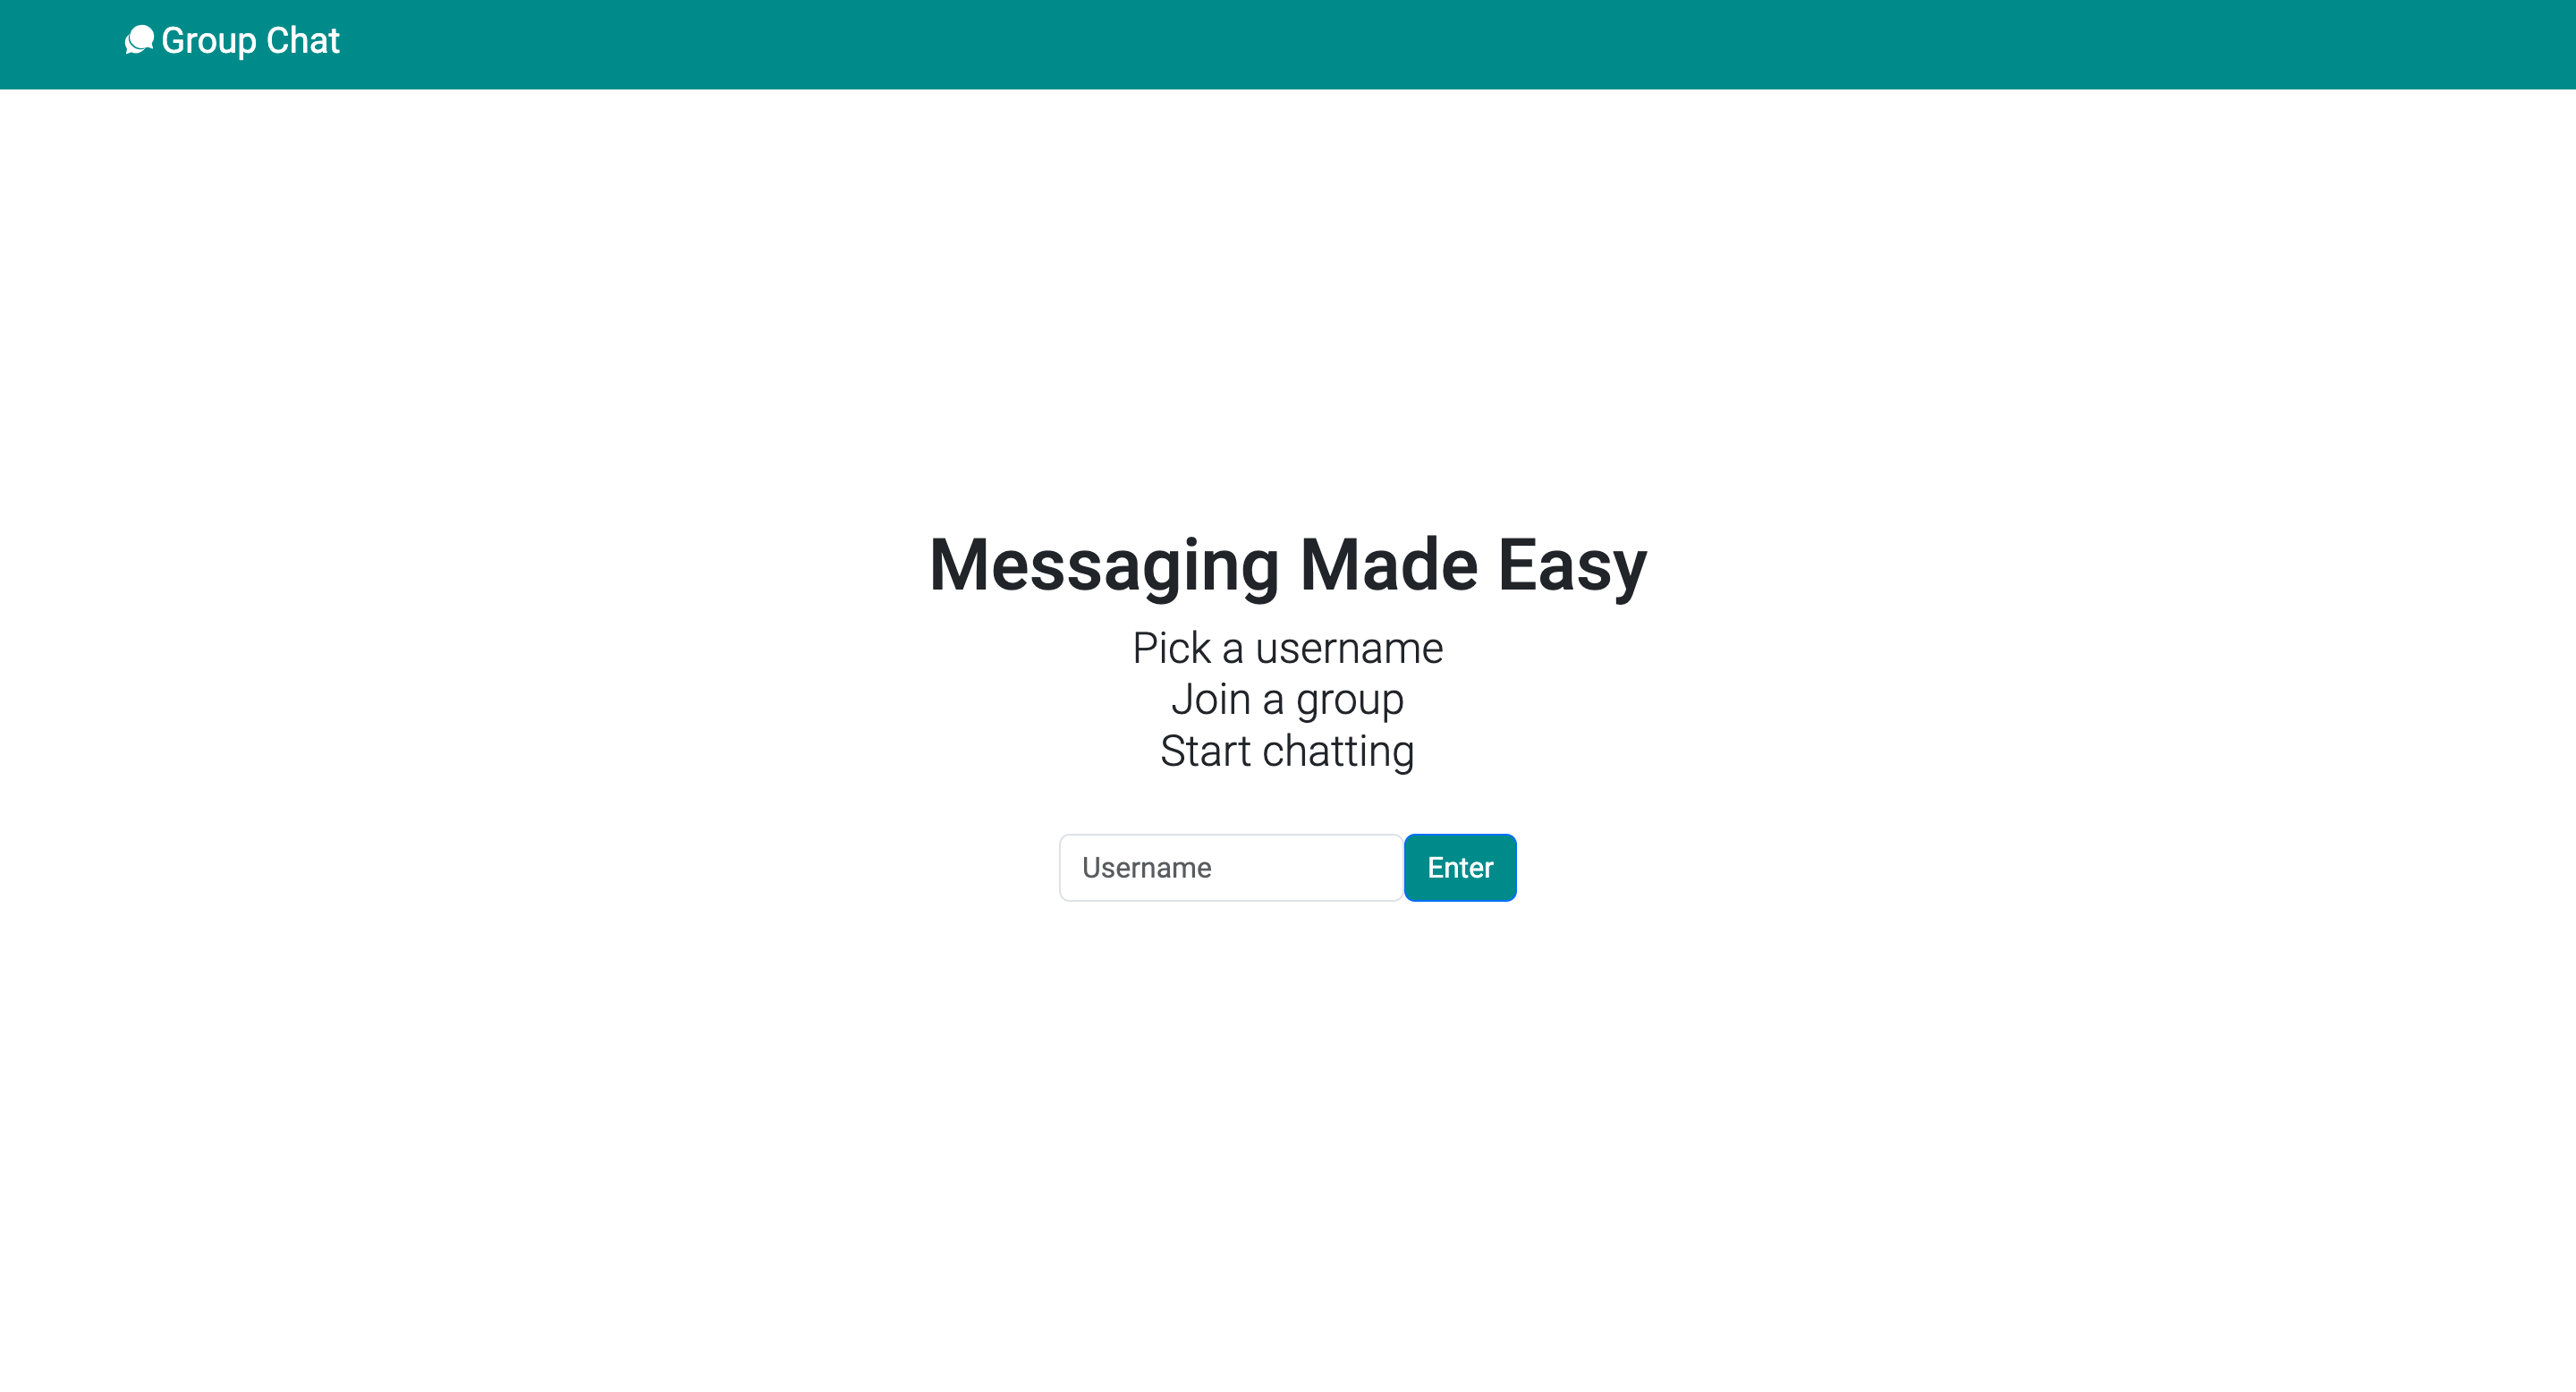 Group Chat
Messaging Made Easy
Pick a username
Join a group
Start chatting
Username
Enter